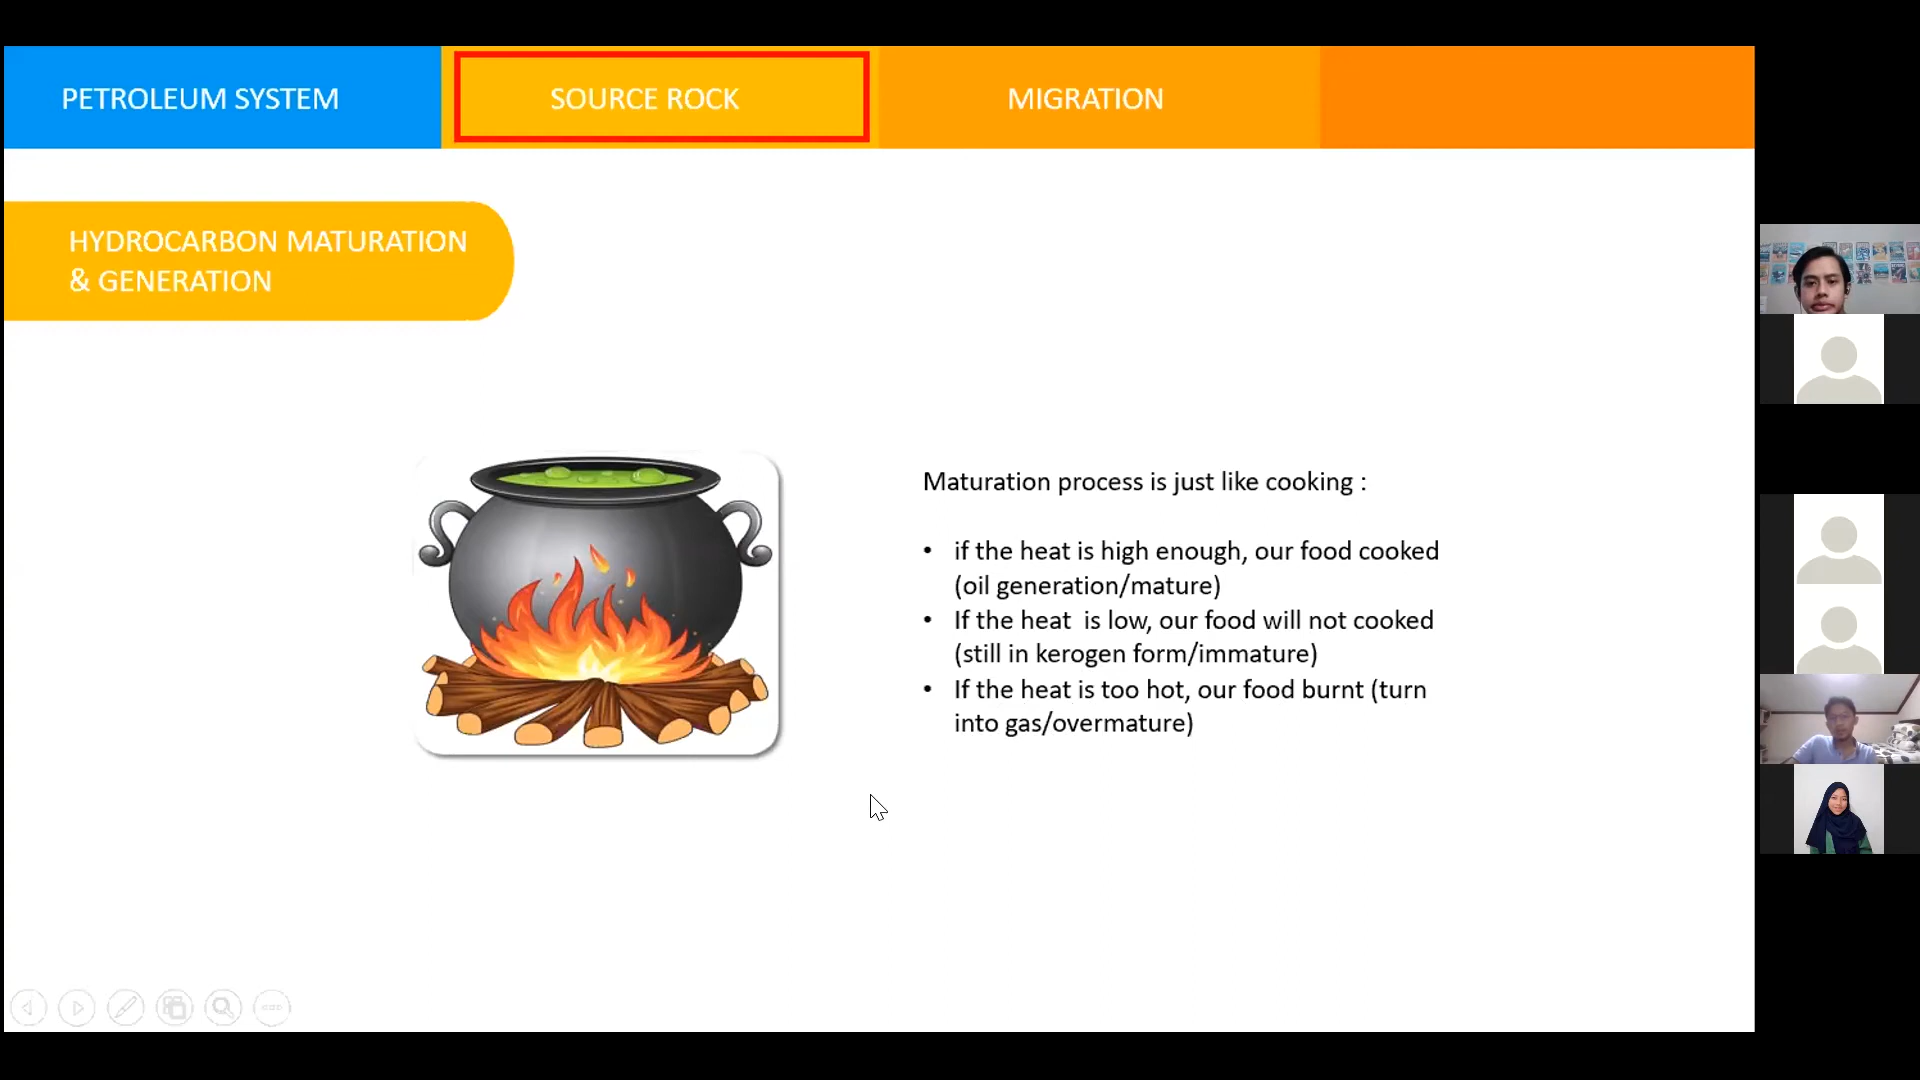 PETROLEUM SYSTEM
SOURCE ROCK
MIGRATION
HYDROCARBON MATURATION
& GENERATION
Maturation process is just like cooking :
• if the heat is high enough, our food cooked
(oil generation/mature)
• If the heat  is low, our food will not cooked
(still in kerogen form/immature)
• If the heat is too hot, our food burnt (turn
into gas/overmature)